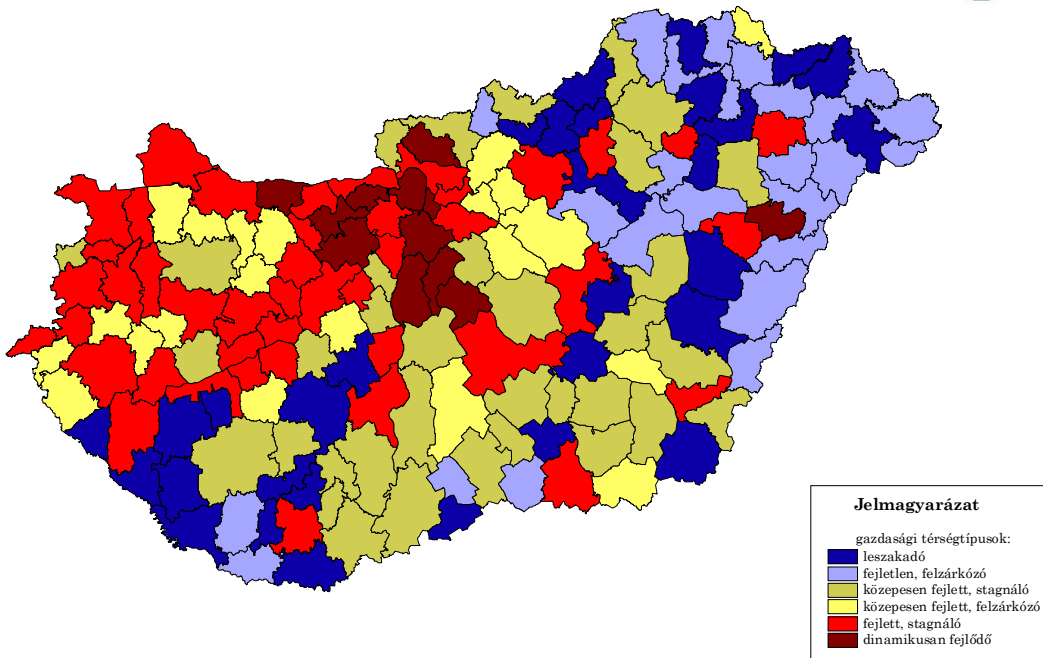 Jelmagyarázat
gazdasági térségtípusok:
leszakadó
fejletlen, felzárkózó
közepesen fejlett, stagnáló
közepesen fejlett, felzárkózó
fejlett, stagnáló
dinamikusan fejlődő